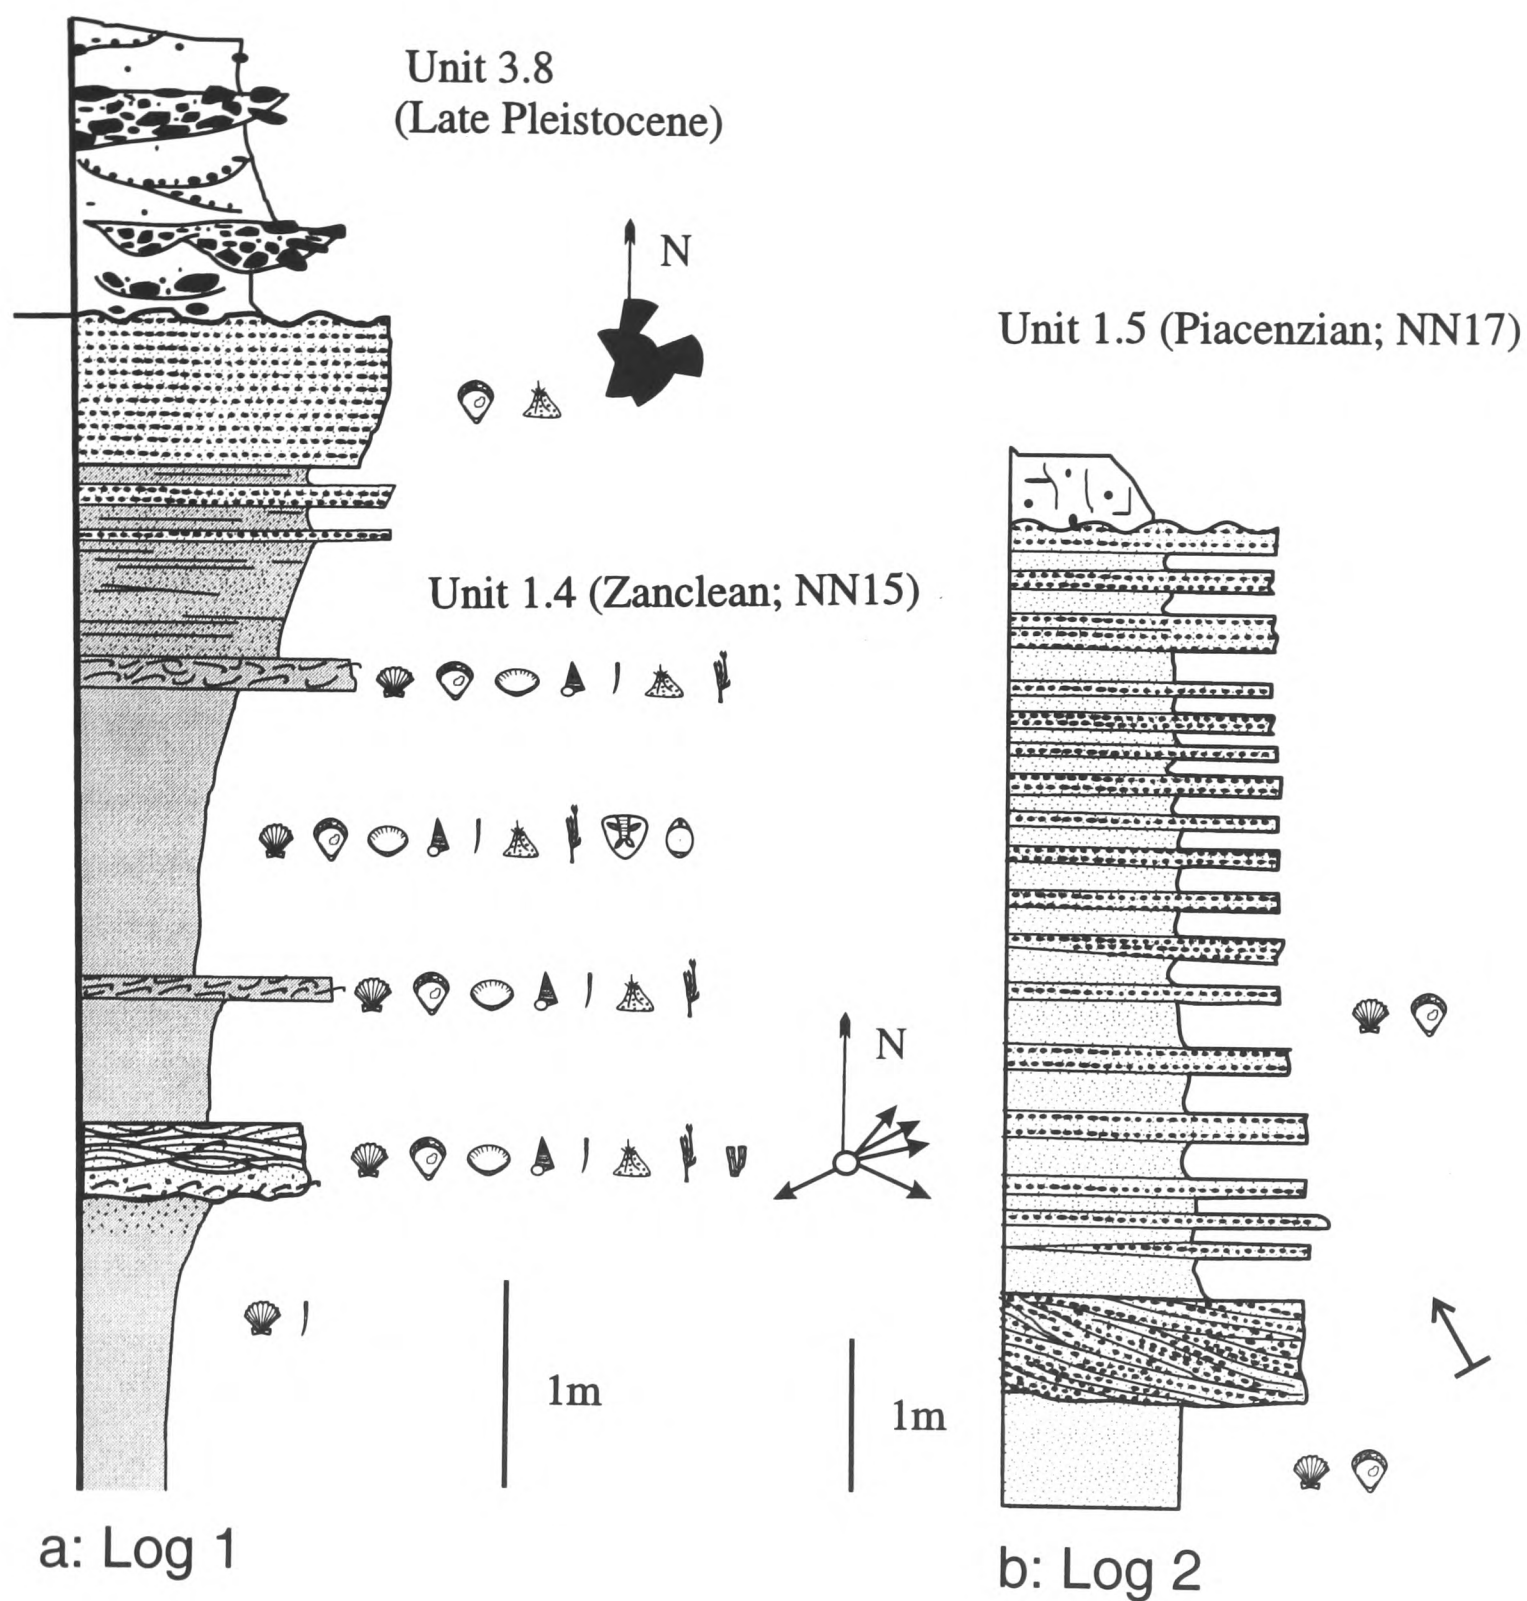 Unit 3.8
(Late Pleistocene)
N
Unit 1.5 (Piacenzian; NN17)
Unit 1.4 (Zanclean; NN15)
N
1m
1m
a: Log 1
b: Log 2